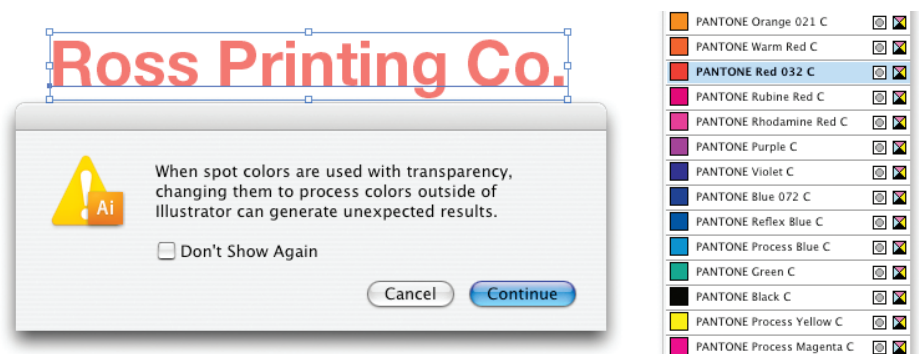 Ross Printing Co.
When spot colors are used with transparency,
changing them to process colors outside of
Illustrator can generate unexpected results.
Ai
Don't Show Again
Cancel
Continue
PANTONE Orange 021 C
PANTONE Warm Red C
PANTONE Red 032 C
PANTONE Rubine Red C
PANTONE Rhodamine Red C
PANTONE Purple C
PANTONE Violet C
PANTONE Blue 072 C
PANTONE Reflex Blue C
PANTONE Process Blue C
PANTONE Green C
PANTONE Black C
PANTONE Process Yellow C
PANTONE Process Magenta C